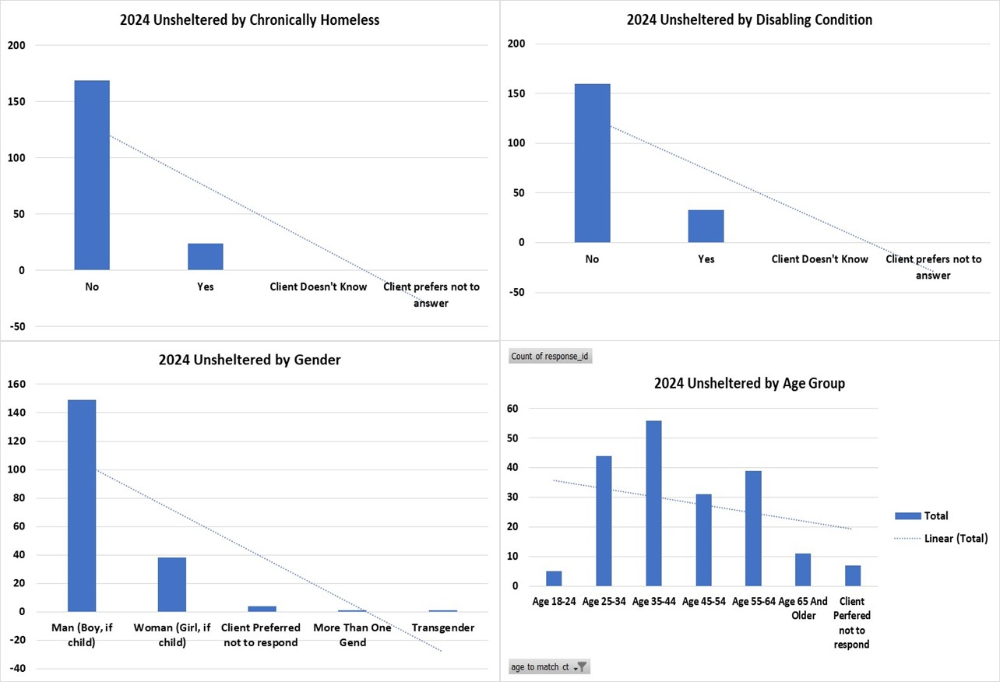 2024 Unsheltered by Chronically Homeless
200
150
100
50
0
-50
No
Yes
Client Doesn't Know
Client prefers not to
answer
2024 Unsheltered by Disabling Condition
200
150
100
50
0
-50
No
Yes
Client Doesn't Know
Client prefers not to
answer
2024 Unsheltered by Gender
160
140
120
100
80
60
40
20
0
-20
-40
Man (Boy, if
child)
Woman (Girl, if
child)
Client Preferred
not to respond
More Than One
Gend
Transgender
Count of response_id
2024 Unsheltered by Age Group
60
50
40
30
20
10
0
Age 18-24
Age 25-34
Age 35-44
Age 45-54
Age 55-64
Age 65 And
Older
Client
Perfered
not to
respond
Total
Linear (Total)
age to match ct